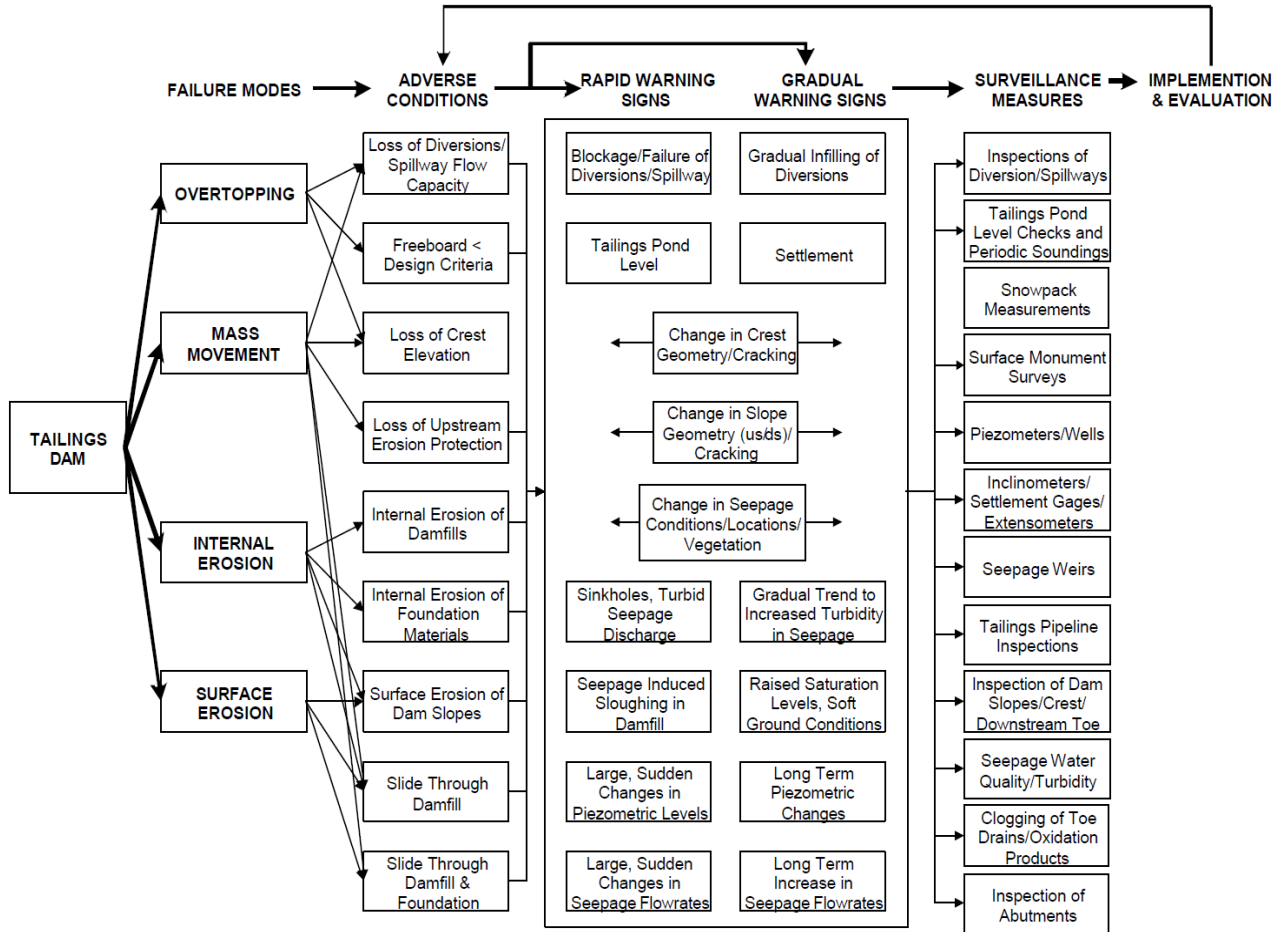 FAILURE MODES
ADVERSE
CONDITIONS
RAPID WARNING
SIGNS
GRADUAL
WARNING SIGNS
SURVEILLANCE
MEASURES
IMPLEMENTION
& EVALUATION
TAILINGS
DAM
OVERTOPPING
MASS
MOVEMENT
INTERNAL
EROSION
SURFACE
EROSION
Loss of Diversions/
Spillway Flow
Capacity
Freeboard <
Design Criteria
Loss of Crest
Elevation
Loss of Upstream
Erosion Protection
Internal Erosion of
Damfills
Internal Erosion of
Foundation
Materials
Surface Erosion of
Dam Slopes
Slide Through
Damfill
Slide Through
Damfill &
Foundation
Blockage/Failure of
Diversions/Spillway
Gradual Infilling of
Diversions
Tailings Pond
Level
Settlement
Change in Crest
Geometry/Cracking
Change in Slope
Geometry (us/ds)/
Cracking
Change in Seepage
Conditions/Locations/
Vegetation
Sinkholes, Turbid
Seepage
Discharge
Gradual Trend to
Increased Turbidity
in Seepage
Seepage Induced
Sloughing in
Damfill
Raised Saturation
Levels, Soft
Ground Conditions
Large, Sudden
Changes in
Piezometric Levels
Long Term
Piezometric
Changes
Large, Sudden
Changes in
Seepage Flowrates
Long Term
Increase in
Seepage Flowrates
Inspections of
Diversion/Spillways
Tailings Pond
Level Checks and
Periodic Soundings
Snowpack
Measurements
Surface Monument
Surveys
Piezometers/Wells
Inclinometers/
Settlement Gages/
Extensometers
Seepage Weirs
Tailings Pipeline
Inspections
Inspection of Dam
Slopes/Crest/
Downstream Toe
Seepage Water
Quality/Turbidity
Clogging of Toe
Drains/Oxidation
Products
Inspection of
Abutments